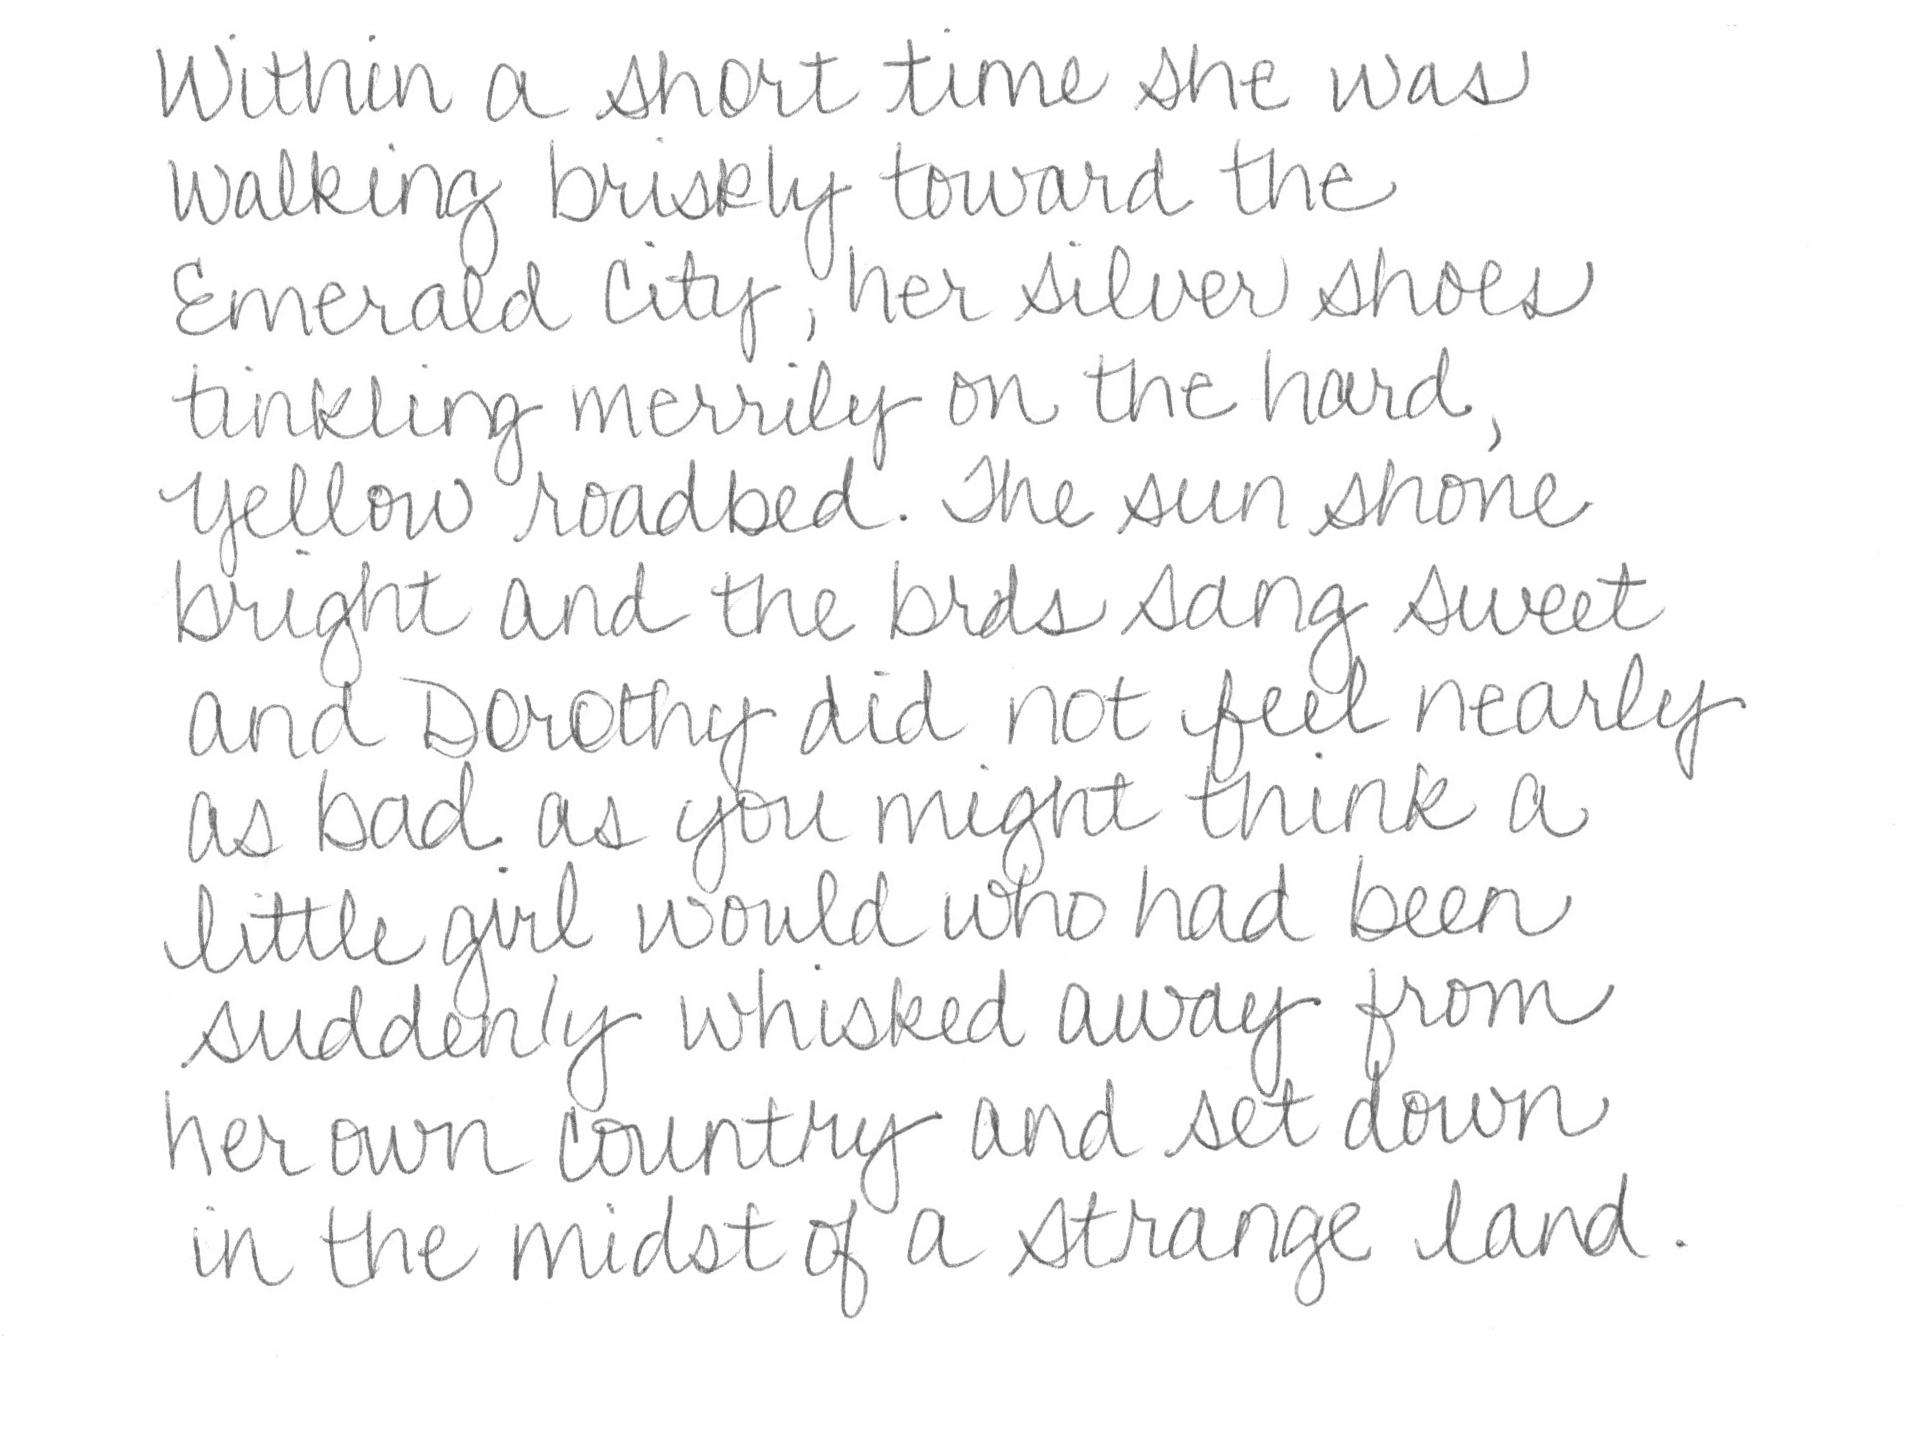 Within a short time she was
walking briskly toward the
Emerald City, her silver shoes
tinkling merrily on the hard,
yellow roadbed. The sun shone
bright and the brds sang sweet
and Dorothy did not feel nearly
as bad as you might think a
little girl would who had been
suddenly whisked away from
her own country and set down
in the midst of a strange land.